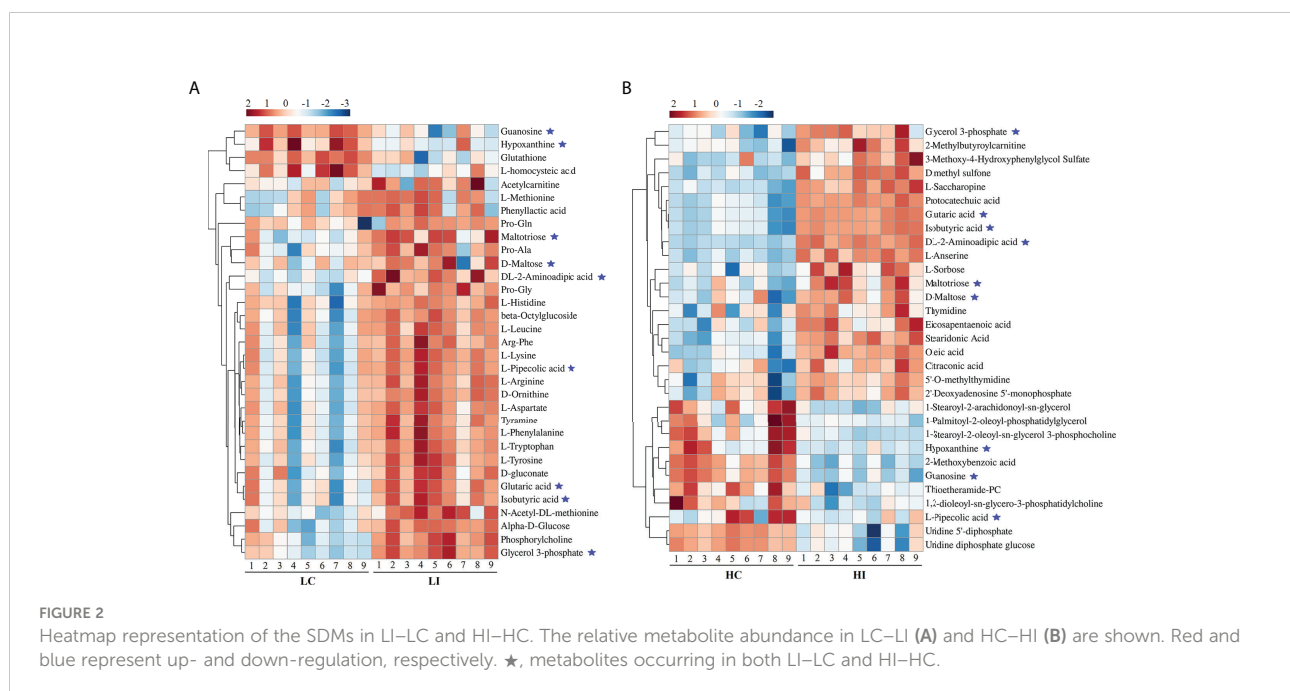 A
B
2 1 0 -1 -2 -3
2 1 0 -1 -2
Guanosine ★
Hypoxanthine ★
Glutathione
L-homocysteic acid
Acetylcarnitine
L-Methionine
Phenyllactic acid
Pro-Gln
Maltotriose ★
Pro-Ala
D-Maltose ★
DL-2-Aminoadipic acid ★
Pro-Gly
L-Histidine
beta-Octylglucoside
L-Leucine
Arg-Phe
L-Lysine
L-Pipecolic acid ★
L-Arginine
D-Ornithine
L-Aspartate
Tyramine
L-Phenylalanine
L-Tryptophan
L-Tyrosine
D-gluconate
Glutaric acid ★
Isobutyric acid ★
N-Acetyl-DL-methionine
Alpha-D-Glucose
Phosphorylcholine
Glycerol 3-phosphate ★
1 2 3 4 5 6 7 8 9 1 2 3 4 5 6 7 8 9
LC LI
Glycerol 3-phosphate ★
2-Methylbutyroylcarnitine
3-Methoxy-4-Hydroxyphenylglycol Sulfate
Dimethyl sulfone
L-Saccharopine
Protocatechuic acid
Glutaric acid ★
Isobutyric acid ★
DL-2-Aminoadipic acid ★
L-Anserine
L-Sorbose
Maltotriose ★
D-Maltose ★
Thymidine
Eicosapentaenoic acid
Stearidonic Acid
Oleic acid
Citraconic acid
5'-O-methylthymidine
2'-Deoxyadenosine 5'-monophosphate
1-Stearoyl-2-arachidonoyl-sn-glycerol
1-Palmitoyl-2-oleoyl-phosphatidylglycerol
1-Stearoyl-2-oleoyl-sn-glycerol 3-phosphocholine
Hypoxanthine ★
2-Methoxybenzoic acid
Guanosine ★
Thioetheramide-PC
1,2-dioleoyl-sn-glycero-3-phosphatidylcholine
L-Pipecolic acid ★
Uridine 5'-diphosphate
Uridine diphosphate glucose
1 2 3 4 5 6 7 8 9 1 2 3 4 5 6 7 8 9
HC HI
FIGURE 2
Heatmap representation of the SDMs in LI–LC and HI–HC. The relative metabolite abundance in LC–LI (A) and HC–HI (B) are shown. Red and
blue represent up- and down-regulation, respectively. ★, metabolites occurring in both LI–LC and HI–HC.